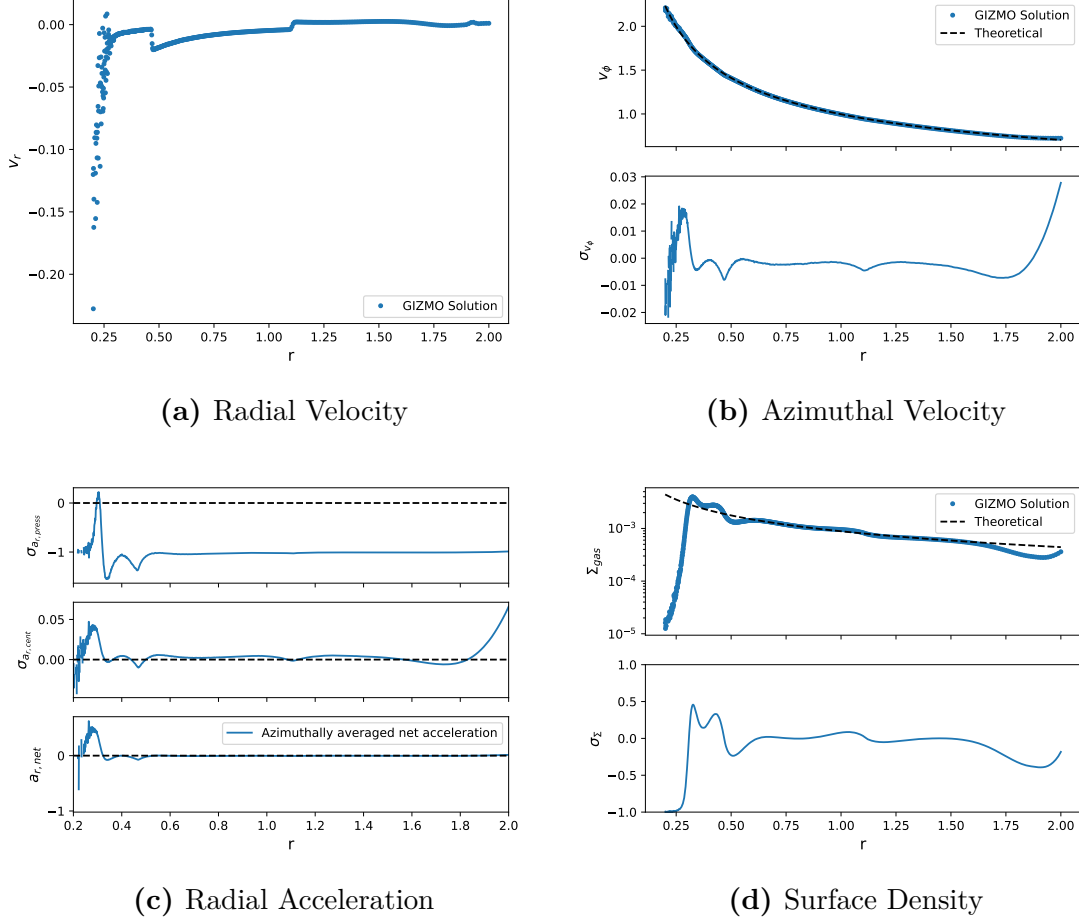 0.00
−0.05
−0.10
−0.15
−0.20
v_r
GIZMO Solution
0.25 0.50 0.75 1.00 1.25 1.50 1.75 2.00
r
(a) Radial Velocity
2.0
1.5
1.0
v_ϕ
GIZMO Solution
Theoretical
0.03
0.02
0.01
0.00
−0.01
−0.02
σ_{v_ϕ}
0.25 0.50 0.75 1.00 1.25 1.50 1.75 2.00
r
(b) Azimuthal Velocity
0
−1
σ_{a_{r,press}}
0.05
0.00
σ_{a_{r,cent}}
0
−1
a_{r,net}
Azimuthally averaged net acceleration
0.2 0.4 0.6 0.8 1.0 1.2 1.4 1.6 1.8 2.0
r
(c) Radial Acceleration
10⁻³
10⁻⁴
10⁻⁵
Σ_{gas}
GIZMO Solution
Theoretical
1.0
0.5
0.0
−0.5
−1.0
σ_Σ
0.25 0.50 0.75 1.00 1.25 1.50 1.75 2.00
r
(d) Surface Density